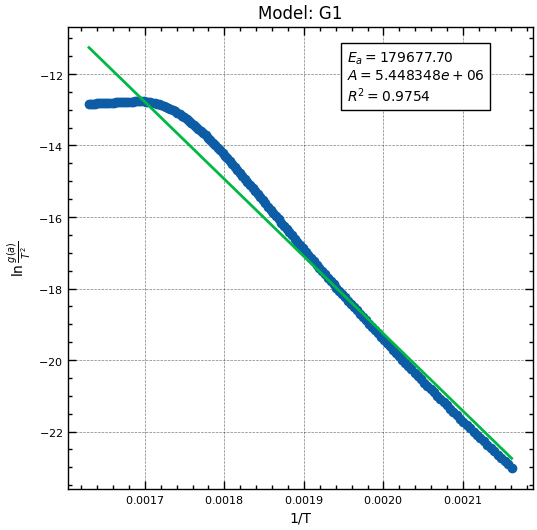 Model: G1
E_a = 179677.70
A = 5.448348e + 06
R^2 = 0.9754
−12
−14
−16
−18
−20
−22
ln g(a)/T^2
0.0017 0.0018 0.0019 0.0020 0.0021
1/T